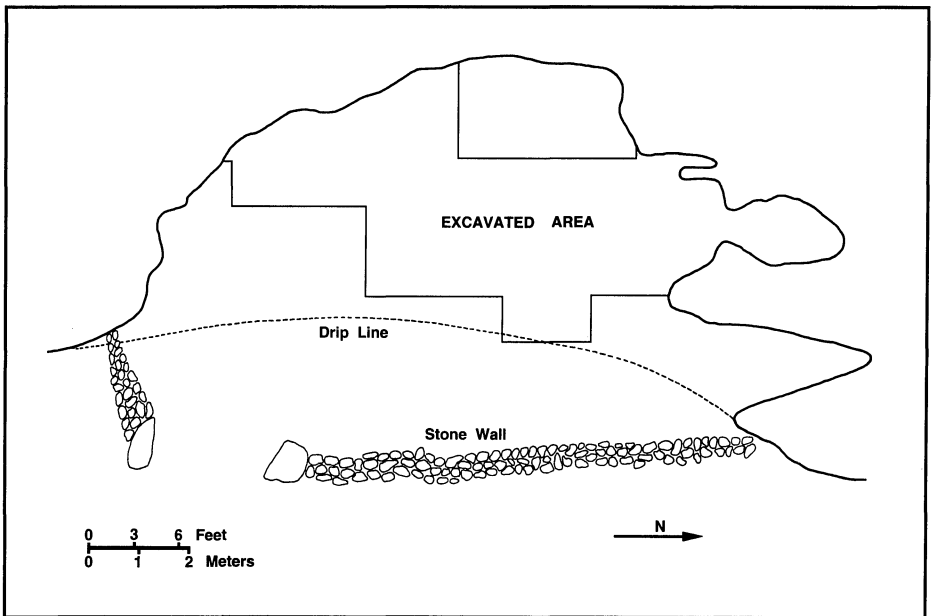 EXCAVATED AREA
Drip Line
Stone Wall
N
0 3 6 Feet
0 1 2 Meters